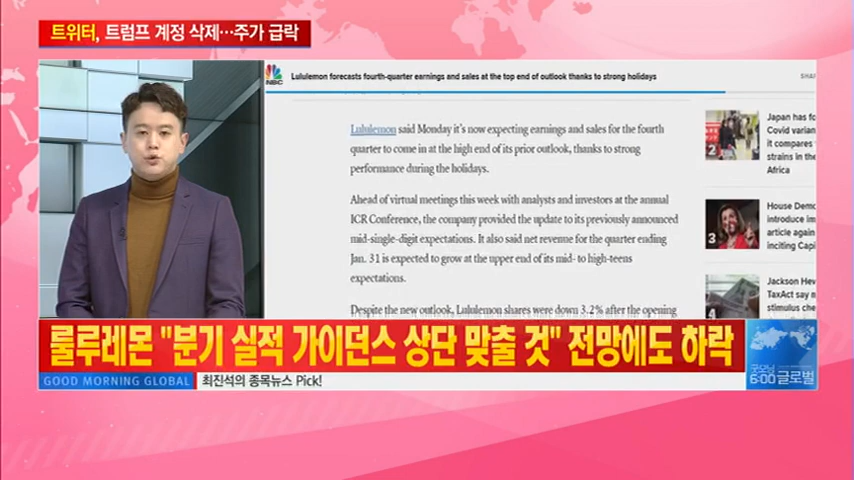 트위터, 트럼프 계정 삭제…주가 급락
NBC
Lululemon forecasts fourth-quarter earnings and sales at the top end of outlook thanks to strong holidays
SHA
Lululemon said Monday it's now expecting earnings and sales for the fourth
quarter to come in at the high end of its prior outlook, thanks to strong
performance during the holidays.
Ahead of virtual meetings this week with analysts and investors at the annual
ICR Conference, the company provided the update to its previously announced
mid-single-digit expectations. It also said net revenue for the quarter ending
Jan. 31 is expected to grow at the upper end of its mid- to high-teens
expectations.
Despite the new outlook, Lululemon shares were down 3.2% after the opening
2
Japan has fo
Covid varian
it compares
strains in the
Africa
3
House Demo
introduce im
article again
inciting Capi
4
Jackson Hew
TaxAct say m
stimulus che
룰루레몬 "분기 실적 가이던스 상단 맞출 것" 전망에도 하락
GOOD MORNING GLOBAL
최진석의 종목뉴스 Pick!
굿모닝
6:00 글로벌